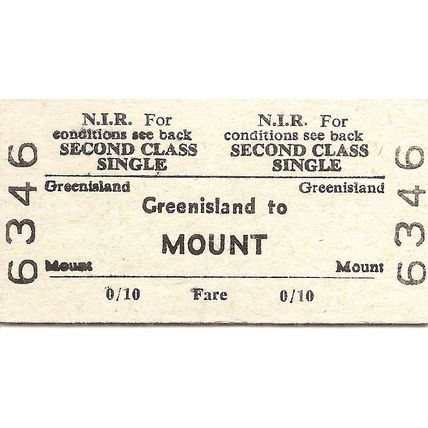 N.I.R. For N.I.R. For
conditions see back conditions see back
SECOND CLASS SECOND CLASS
SINGLE SINGLE
Greenisland Greenisland
Greenisland to
MOUNT
Mount Mount
0/10 Fare 0/10
6346 6346